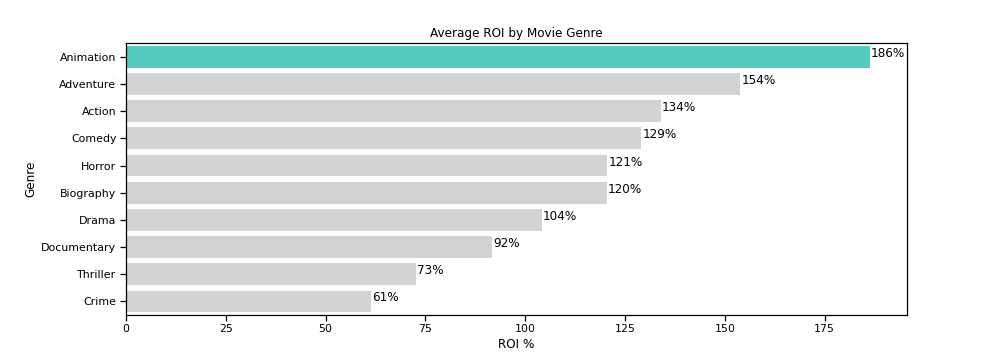 Average ROI by Movie Genre
Genre
Animation 186%
Adventure 154%
Action 134%
Comedy 129%
Horror 121%
Biography 120%
Drama 104%
Documentary 92%
Thriller 73%
Crime 61%
0 25 50 75 100 125 150 175
ROI %